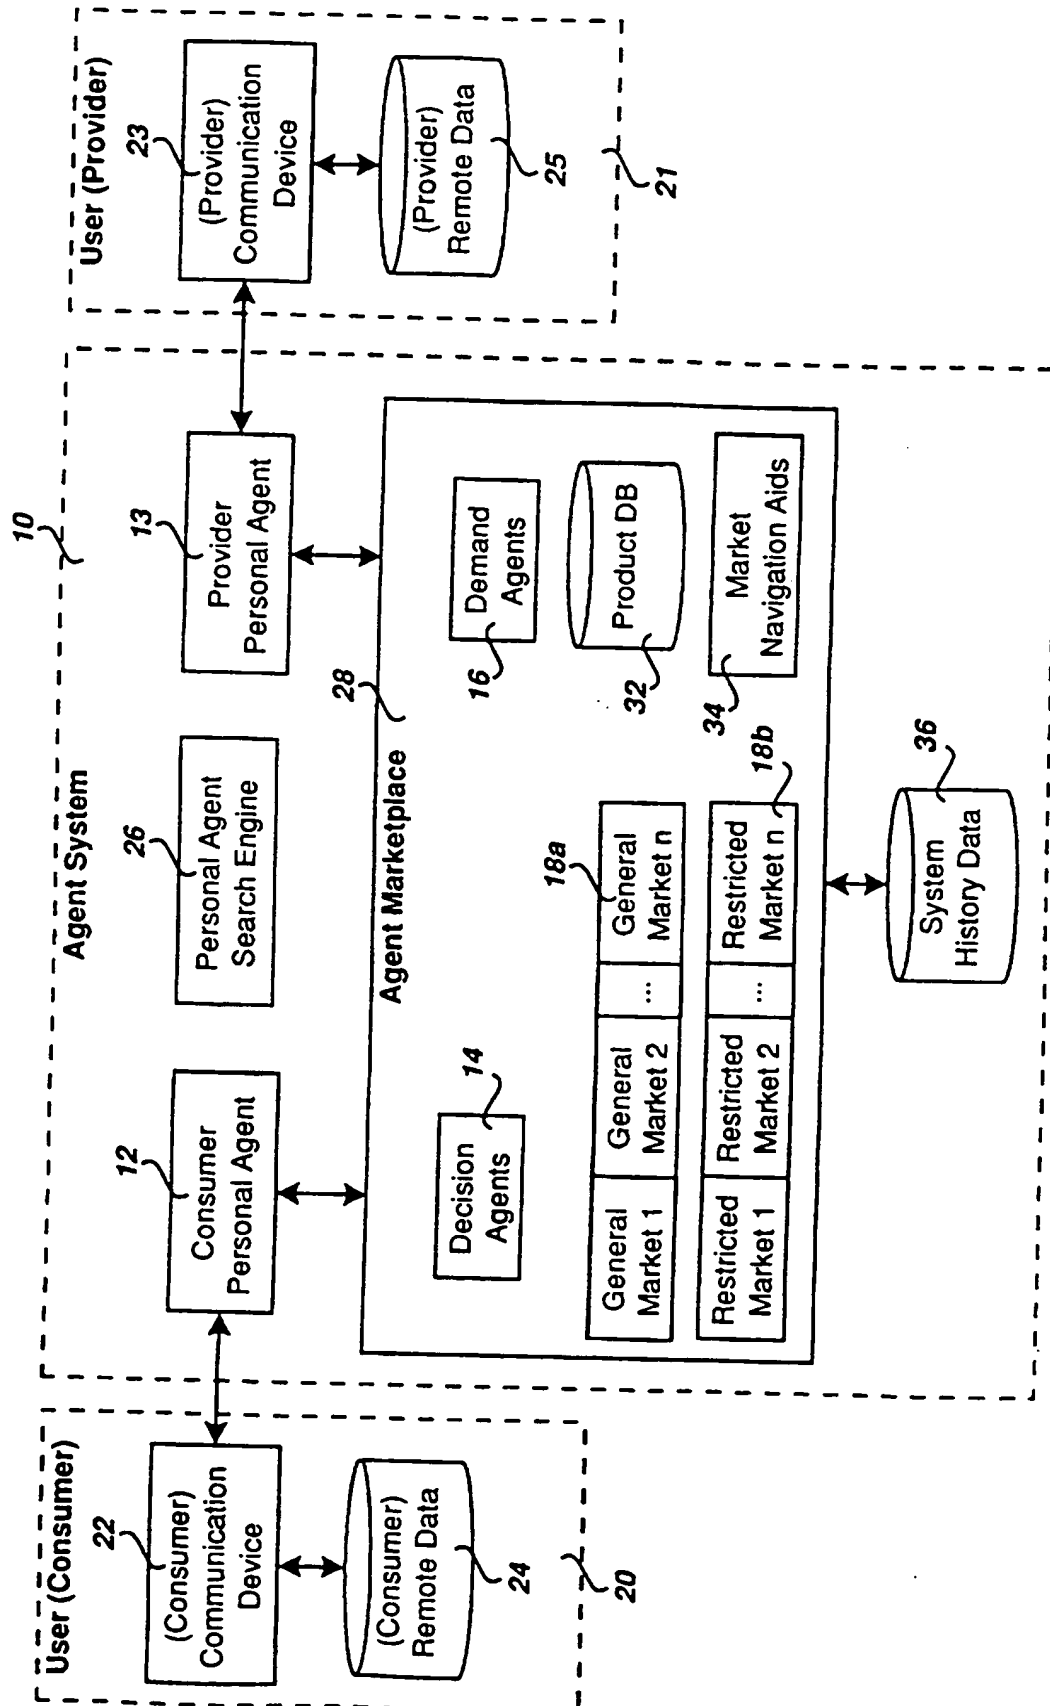 User (Consumer)
22
(Consumer)
Communication
Device
(Consumer)
Remote Data
24
20
10
Agent System
12
Consumer
Personal Agent
26
Personal Agent
Search Engine
13
Provider
Personal Agent
28
Agent Marketplace
14
Decision
Agents
16
Demand
Agents
18a
General
Market 1
General
Market 2
...
General
Market n
18b
Restricted
Market 1
Restricted
Market 2
...
Restricted
Market n
32
Product DB
34
Market
Navigation Aids
36
System
History Data
User (Provider)
23
(Provider)
Communication
Device
(Provider)
Remote Data
25
21